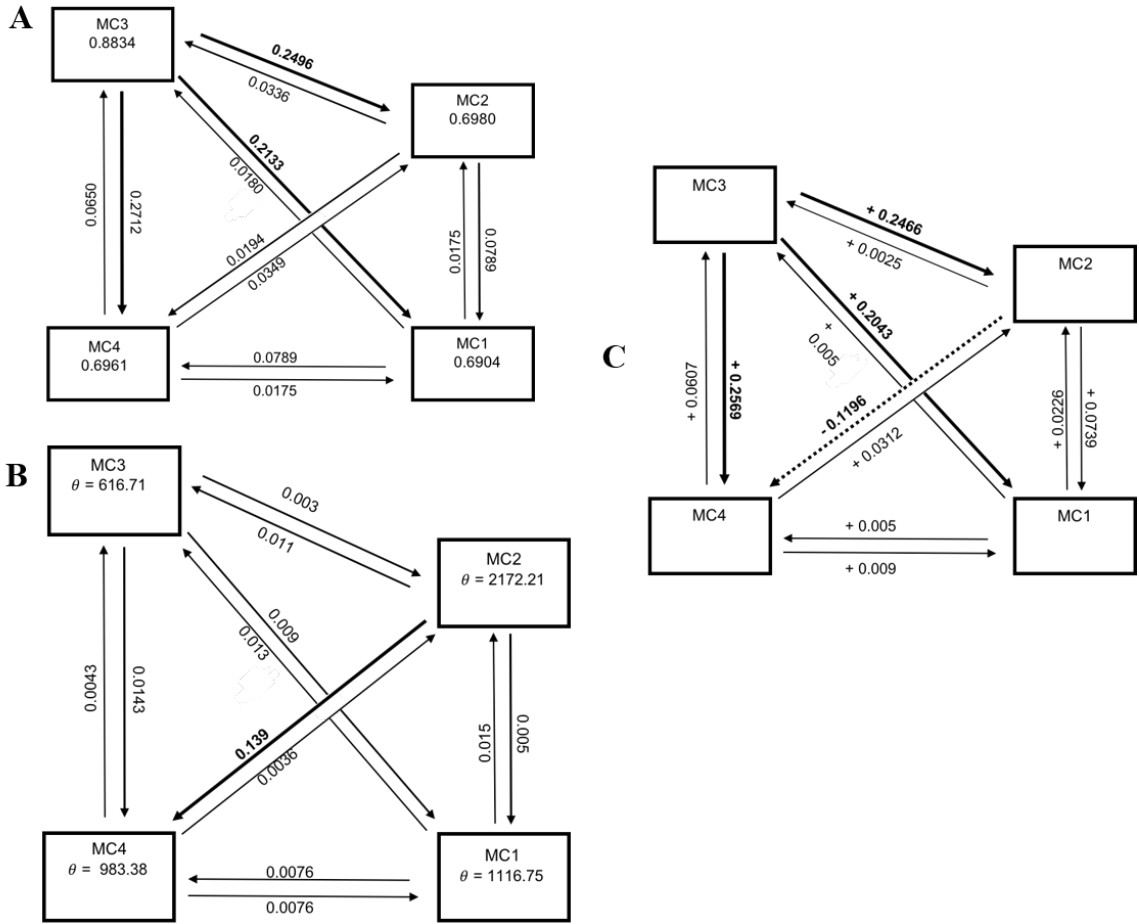 A
MC3
0.8834
0.2496
0.0336
MC2
0.6980
0.2133
0.0180
0.0950
0.2712
0.0194
0.0349
0.0175
0.0789
MC4
0.6961
0.0789
0.0175
MC1
0.6904
B
MC3
θ = 616.71
0.003
0.011
MC2
θ = 2172.21
0.009
0.013
0.0043
0.0143
0.139
0.0036
0.015
0.005
MC4
θ = 983.38
0.0076
0.0076
MC1
θ = 1116.75
C
MC3
+ 0.2466
+ 0.0025
MC2
+ 0.2043
+ 0.005
+ 0.0607
+ 0.2569
- 0.1196
+ 0.0312
+ 0.0226
+ 0.0739
MC4
+ 0.005
+ 0.009
MC1